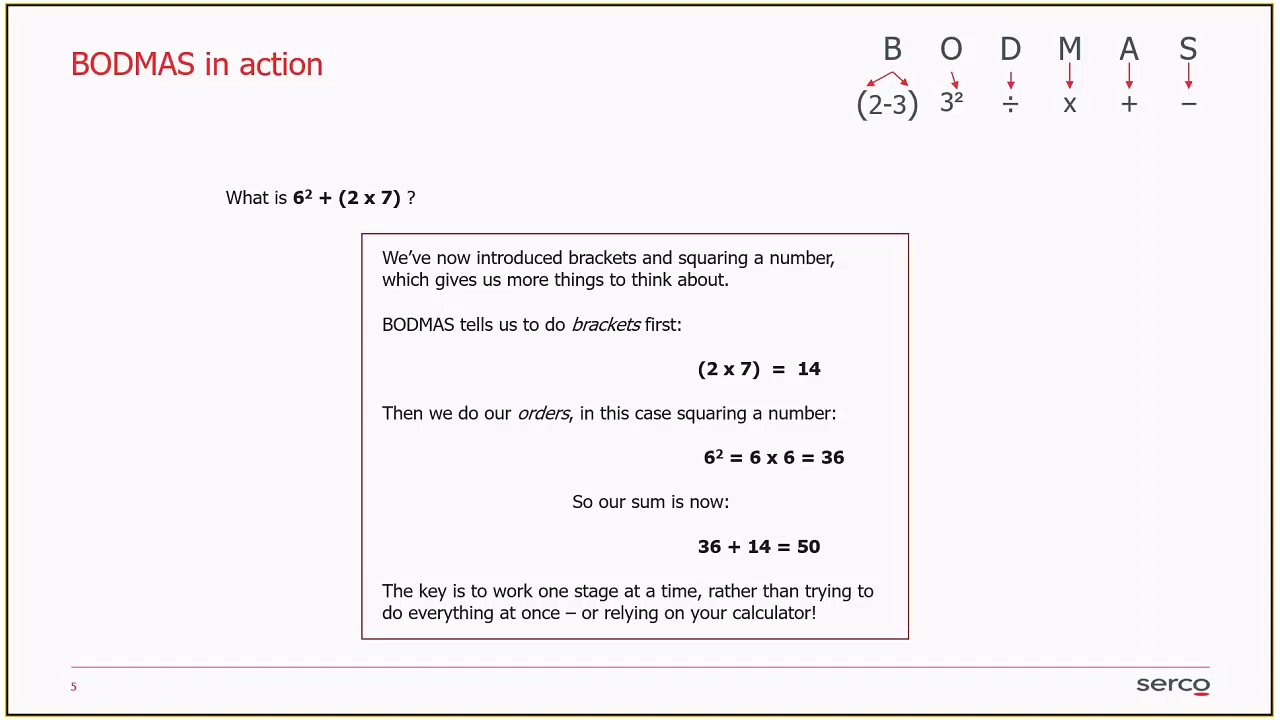 BODMAS in action
B O D M A S
(2-3) 3² ÷ x + −
What is 6² + (2 x 7) ?
We’ve now introduced brackets and squaring a number,
which gives us more things to think about.
BODMAS tells us to do brackets first:
(2 x 7) = 14
Then we do our orders, in this case squaring a number:
6² = 6 x 6 = 36
So our sum is now:
36 + 14 = 50
The key is to work one stage at a time, rather than trying to
do everything at once – or relying on your calculator!
5
serco